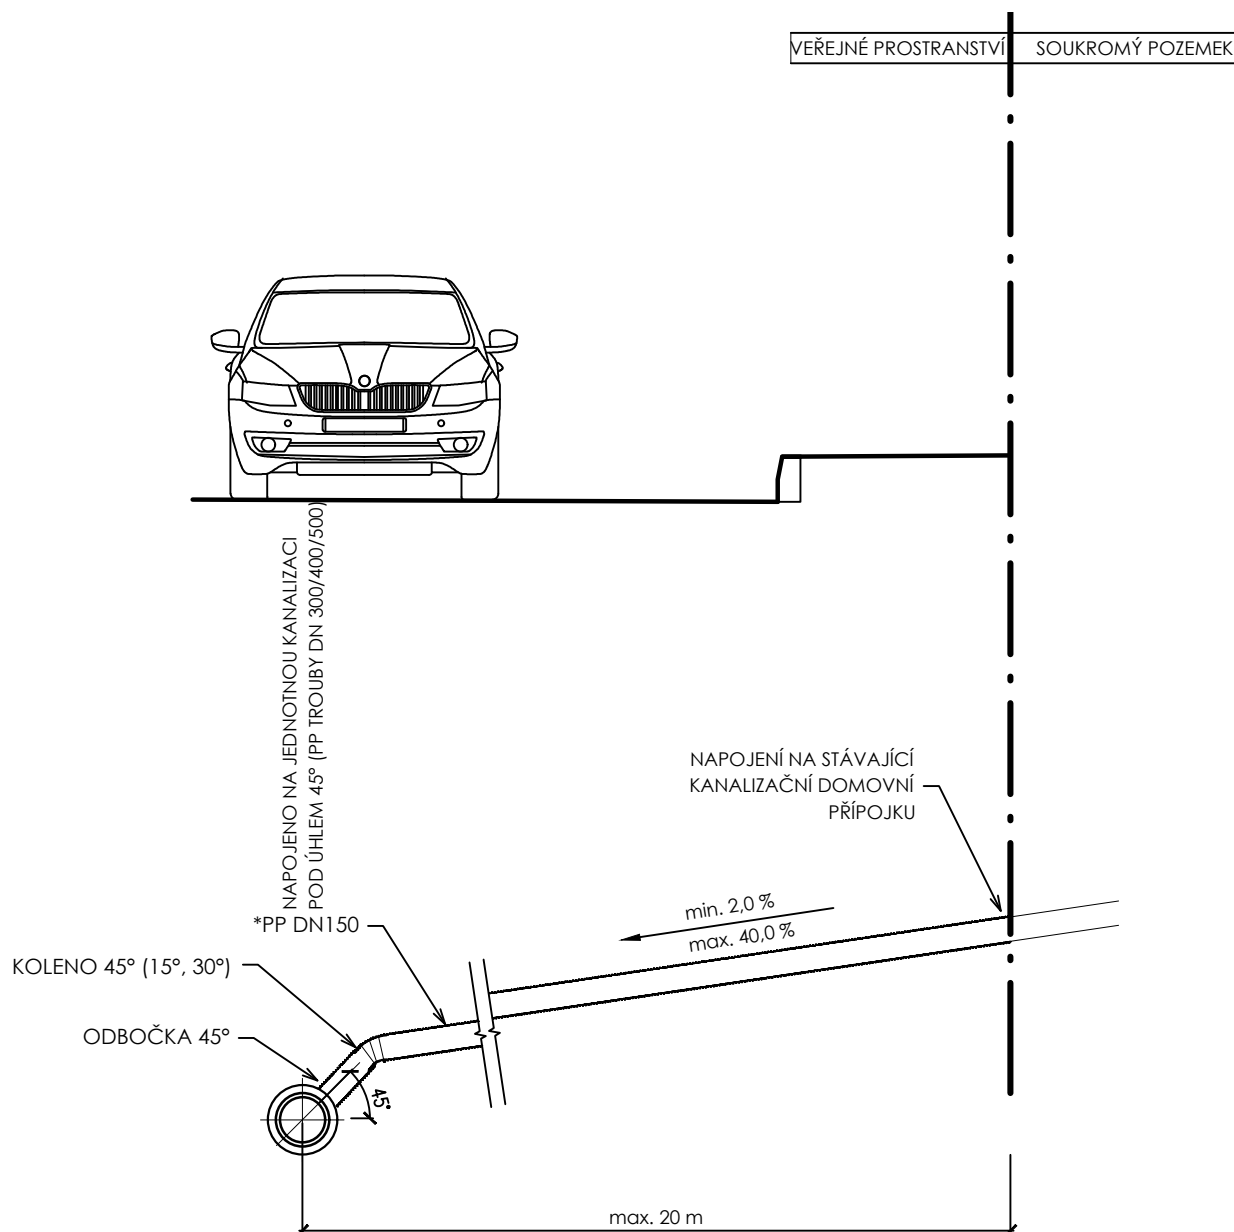 VEŘEJNÉ PROSTRANSTVÍ
SOUKROMÝ POZEMEK
NAPOJENO NA JEDNOTNOU KANALIZACI
POD ÚHLEM 45° (PP TROUBY DN 300/400/500)
NAPOJENÍ NA STÁVAJÍCÍ
KANALIZAČNÍ DOMOVNÍ
PŘÍPOJKU
min. 2,0 %
max. 40,0 %
*PP DN150
KOLENO 45° (15°, 30°)
ODBOČKA 45°
45°
max. 20 m